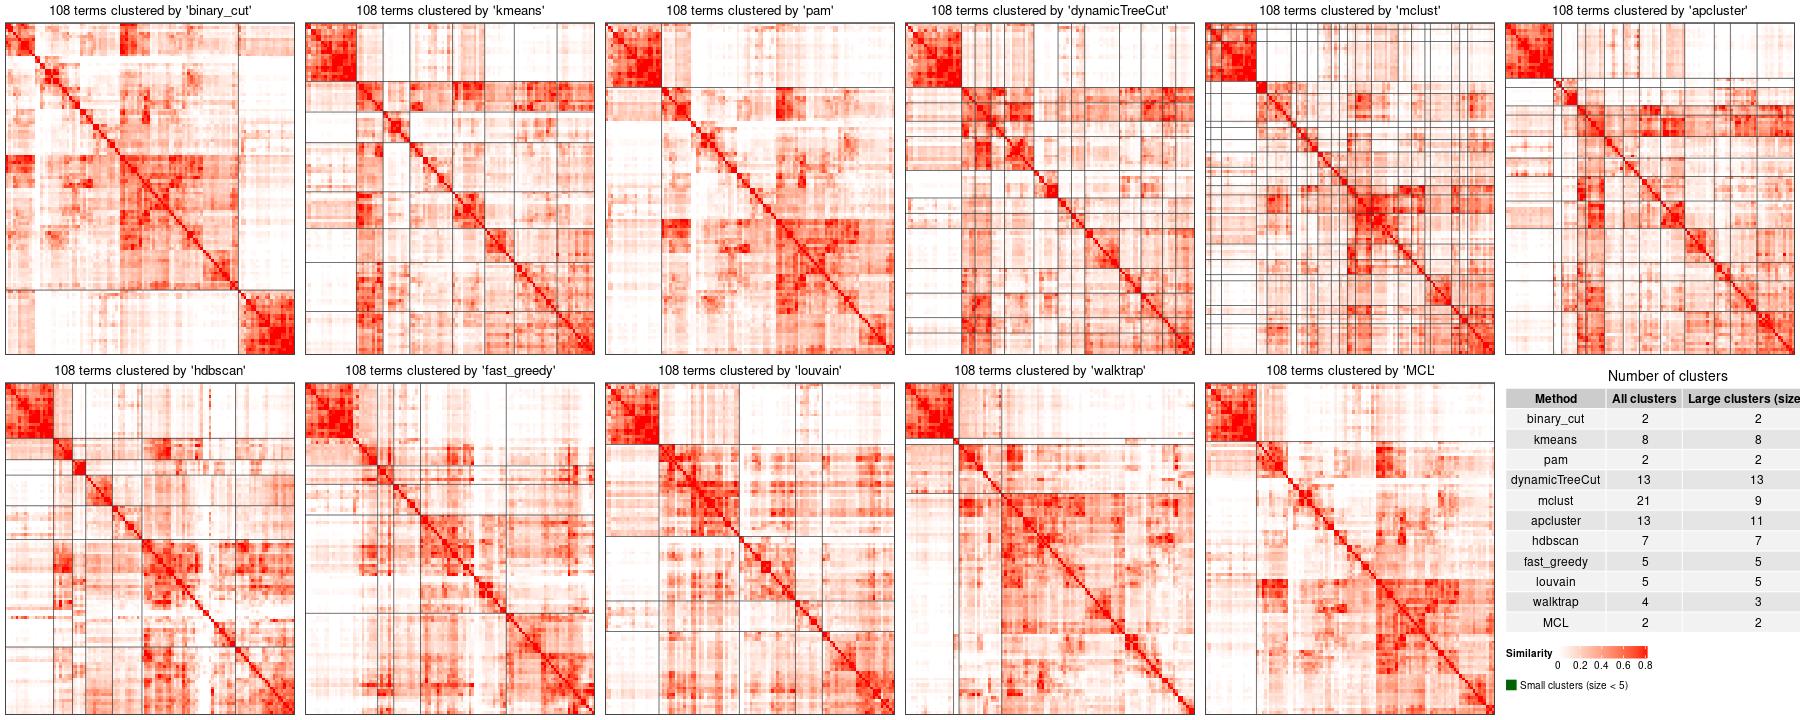 108 terms clustered by 'binary_cut'
108 terms clustered by 'kmeans'
108 terms clustered by 'pam'
108 terms clustered by 'dynamicTreeCut'
108 terms clustered by 'mclust'
108 terms clustered by 'apcluster'
108 terms clustered by 'hdbscan'
108 terms clustered by 'fast_greedy'
108 terms clustered by 'louvain'
108 terms clustered by 'walktrap'
108 terms clustered by 'MCL'
Number of clusters
Method All clusters Large clusters (size
binary_cut 2 2
kmeans 8 8
pam 2 2
dynamicTreeCut 13 13
mclust 21 9
apcluster 13 11
hdbscan 7 7
fast_greedy 5 5
louvain 5 5
walktrap 4 3
MCL 2 2
Similarity
0 0.2 0.4 0.6 0.8
Small clusters (size < 5)